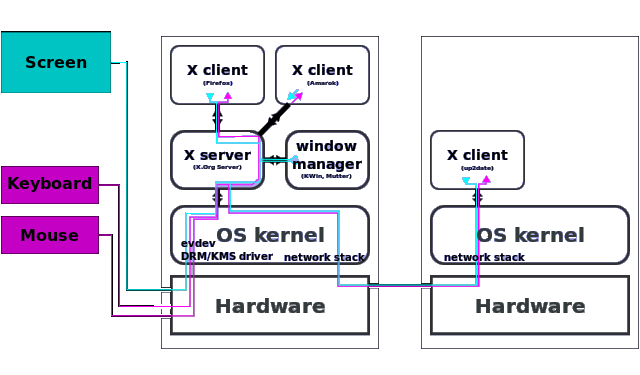 Screen
Keyboard
Mouse
X client
(Firefox)
X client
(Amarok)
X server
(X.Org Server)
window
manager
(KWin, Mutter)
OS kernel
evdev
DRM/KMS driver
network stack
Hardware
X client
(up2date)
OS kernel
network stack
Hardware